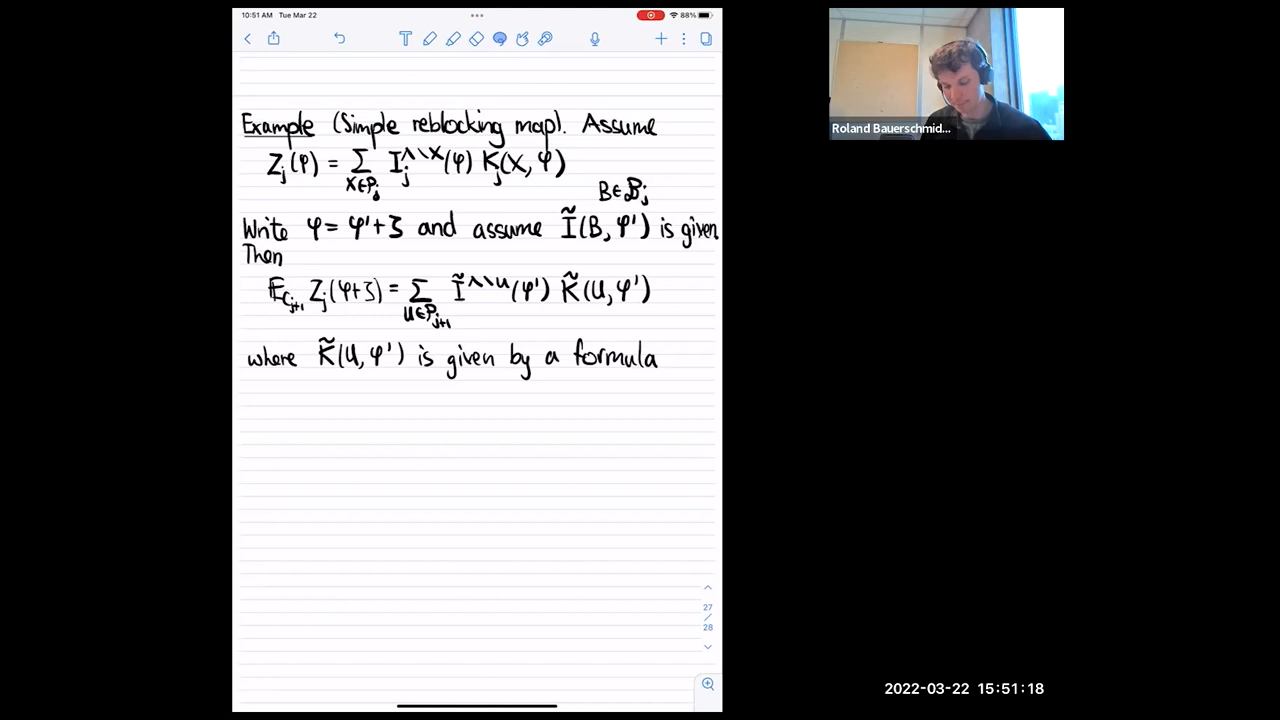 10:51 AM Tue Mar 22
88%
Example (Simple reblocking map). Assume
Z_j(φ) = Σ_{X∈P_j} I_j^{Λ\X}(φ) K_j(X, φ)
B∈B_j
Write φ = φ'+ζ and assume Ĩ(B, φ') is given
Then
E_{C_{j+1}} Z_j(φ+ζ) = Σ_{U∈P_{j+1}} Ĩ^{Λ\U}(φ') K̃(U, φ')
where K̃(U, φ') is given by a formula
27
/
28
Roland Bauerschmid...
2022-03-22 15:51:18